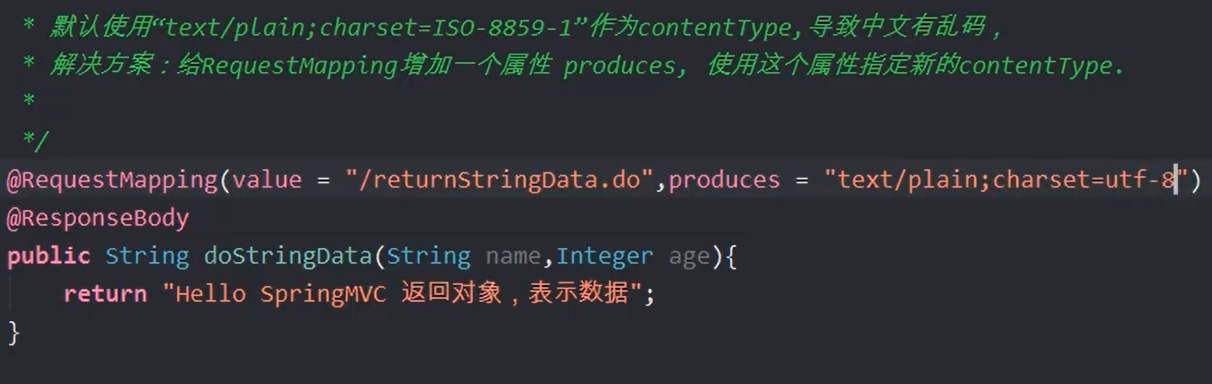 * 默认使用“text/plain;charset=ISO-8859-1”作为contentType,导致中文有乱码，
* 解决方案：给RequestMapping增加一个属性 produces, 使用这个属性指定新的contentType.
*
*/
@RequestMapping(value = "/returnStringData.do",produces = "text/plain;charset=utf-8")
@ResponseBody
public String doStringData(String name,Integer age){
    return "Hello SpringMVC 返回对象，表示数据";
}